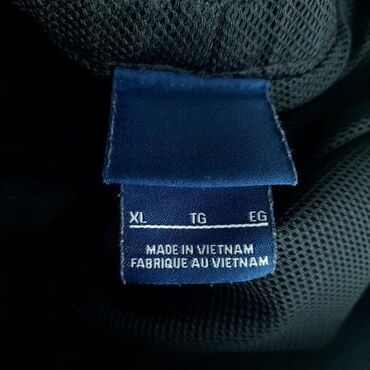 XL TG EG
MADE IN VIETNAM
FABRIQUE AU VIETNAM